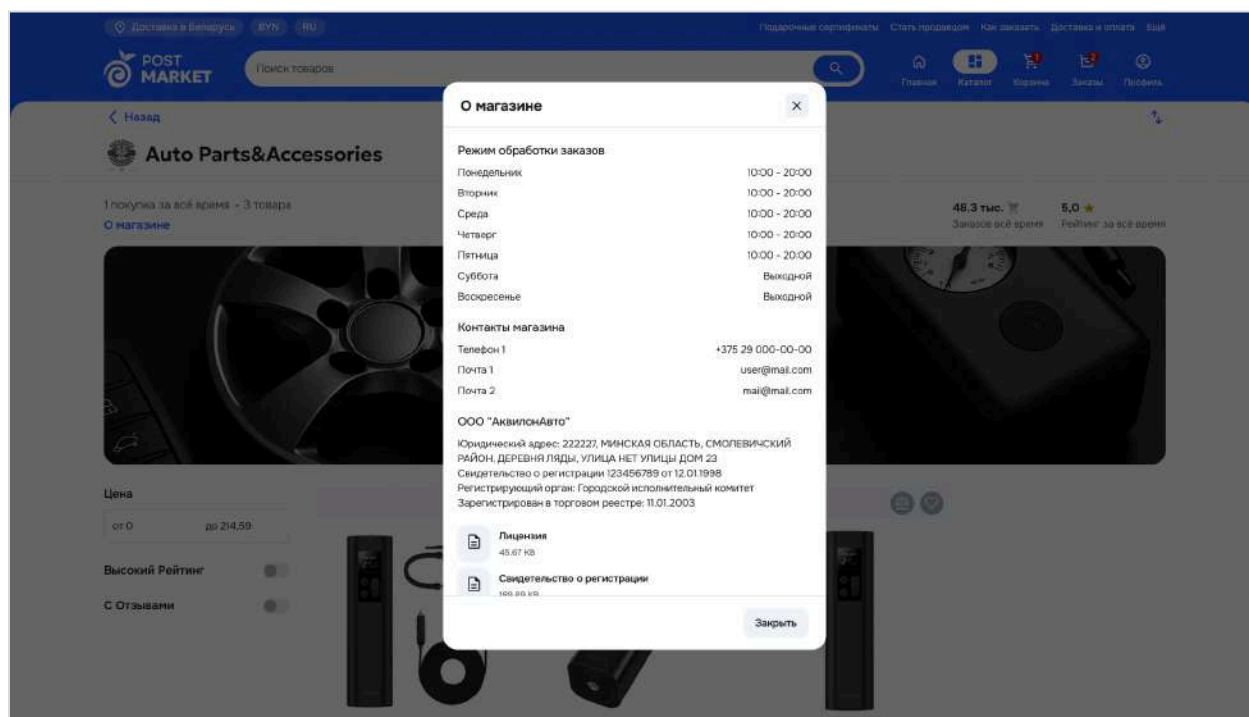 Доставка в Беларусь BYN RU
Подарочные сертификаты Стать продавцом Как заказать Доставка и оплата Ещё
POST
MARKET
Поиск товаров
Главная Каталог Корзина Заказы Профиль
Назад
Auto Parts&Accessories
1 покупка за всё время • 3 товара
О магазине
48,3 тыс.
5,0
Заказов всё время
Рейтинг за всё время
О магазине
Режим обработки заказов
Понедельник 10:00 - 20:00
Вторник 10:00 - 20:00
Среда 10:00 - 20:00
Четверг 10:00 - 20:00
Пятница 10:00 - 20:00
Суббота Выходной
Воскресенье Выходной
Контакты магазина
Телефон 1 +375 29 000-00-00
Почта 1 user@mail.com
Почта 2 mail@mail.com
ООО "АквилонАвто"
Юридический адрес: 222227, МИНСКАЯ ОБЛАСТЬ, СМОЛЕВИЧСКИЙ
РАЙОН, ДЕРЕВНЯ ЛЯДЫ, УЛИЦА НЕТ УЛИЦЫ ДОМ 23
Свидетельство о регистрации 123456789 от 12.01.1998
Регистрирующий орган: Городской исполнительный комитет
Зарегистрирован в торговом реестре: 11.01.2003
Лицензия
45.67 KB
Свидетельство о регистрации
Закрыть
Цена
от 0 до 214,59
Высокий Рейтинг
С Отзывами